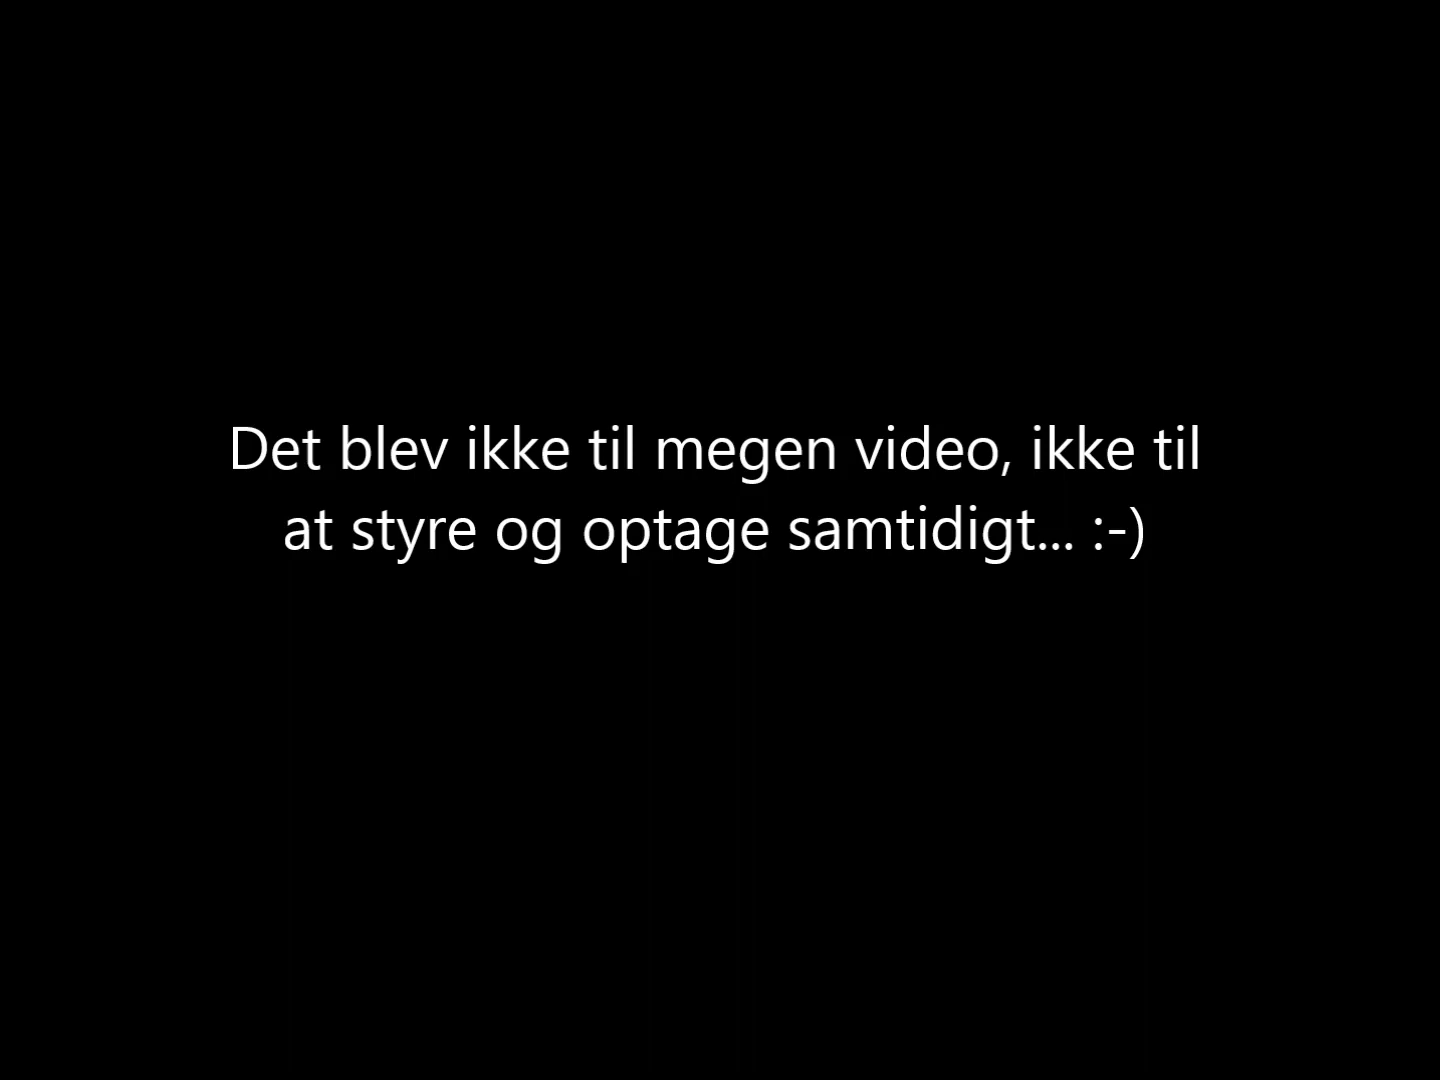 Det blev ikke til megen video, ikke til
at styre og optage samtidigt... :-)